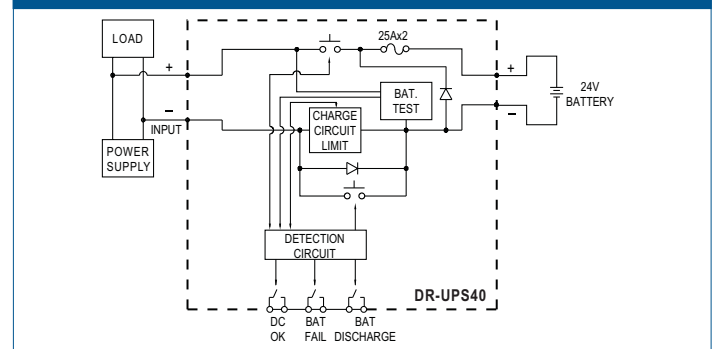 LOAD
25Ax2
+
+
BAT.
TEST
24V
BATTERY
–
–
INPUT
CHARGE
CIRCUIT
LIMIT
POWER
SUPPLY
DETECTION
CIRCUIT
DR-UPS40
DC
OK
BAT
FAIL
BAT
DISCHARGE